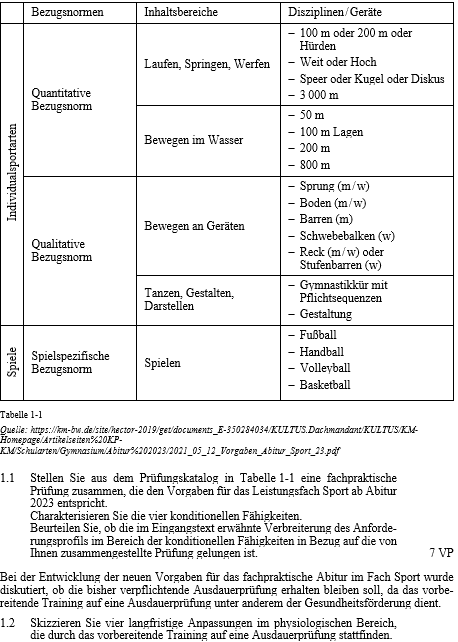 Bezugsnormen
Inhaltsbereiche
Disziplinen/Geräte
Individualsportarten
Quantitative
Bezugsnorm
Laufen, Springen, Werfen
– 100 m oder 200 m oder
Hürden
– Weit oder Hoch
– Speer oder Kugel oder Diskus
– 3 000 m
Bewegen im Wasser
– 50 m
– 100 m Lagen
– 200 m
– 800 m
Qualitative
Bezugsnorm
Bewegen an Geräten
– Sprung (m/w)
– Boden (m/w)
– Barren (m)
– Schwebebalken (w)
– Reck (m/w) oder
Stufenbarren (w)
Tanzen, Gestalten,
Darstellen
– Gymnastikkür mit
Pflichtsequenzen
– Gestaltung
Spiele
Spielspezifische
Bezugsnorm
Spielen
– Fußball
– Handball
– Volleyball
– Basketball
Tabelle 1-1
Quelle: https://km-bw.de/site/hector-2019/get/documents_E-350284034/KULTUS.Dachmandant/KULTUS/KM-
Homepage/Artikelseiten%20KP-
KM/Schularten/Gymnasium/Abitur%202023/2021_05_12_Vorgaben_Abitur_Sport_23.pdf
1.1 Stellen Sie aus dem Prüfungskatalog in Tabelle 1-1 eine fachpraktische
Prüfung zusammen, die den Vorgaben für das Leistungsfach Sport ab Abitur
2023 entspricht.
Charakterisieren Sie die vier konditionellen Fähigkeiten.
Beurteilen Sie, ob die im Eingangstext erwähnte Verbreiterung des Anforde-
rungsprofils im Bereich der konditionellen Fähigkeiten in Bezug auf die von
Ihnen zusammengestellte Prüfung gelungen ist. 7 VP
Bei der Entwicklung der neuen Vorgaben für das fachpraktische Abitur im Fach Sport wurde
diskutiert, ob die bisher verpflichtende Ausdauerprüfung erhalten bleiben soll, da das vorbe-
reitende Training auf eine Ausdauerprüfung unter anderem der Gesundheitsförderung dient.
1.2 Skizzieren Sie vier langfristige Anpassungen im physiologischen Bereich,
die durch das vorbereitende Training auf eine Ausdauerprüfung stattfinden.